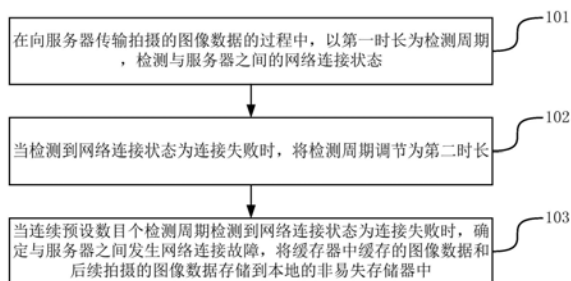 在向服务器传输拍摄的图像数据的过程中，以第一时长为检测周期
，检测与服务器之间的网络连接状态
101
当检测到网络连接状态为连接失败时，将检测周期调节为第二时长
102
当连续预设数目个检测周期检测到网络连接状态为连接失败时，确
定与服务器之间发生网络连接故障，将缓存器中缓存的图像数据和
后续拍摄的图像数据存储到本地的非易失存储器中
103